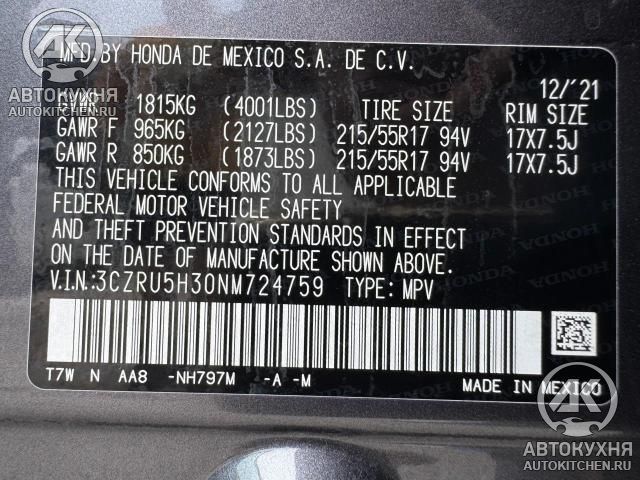 MFD.BY HONDA DE MEXICO S.A. DE C.V.
12/'21
GVWR 1815KG (4001LBS) TIRE SIZE RIM SIZE
GAWR F 965KG (2127LBS) 215/55R17 94V 17X7.5J
GAWR R 850KG (1873LBS) 215/55R17 94V 17X7.5J
THIS VEHICLE CONFORMS TO ALL APPLICABLE
FEDERAL MOTOR VEHICLE SAFETY
AND THEFT PREVENTION STANDARDS IN EFFECT
ON THE DATE OF MANUFACTURE SHOWN ABOVE.
V.I.N.:3CZRU5H30NM724759 TYPE: MPV
T7W N AA8 -NH797M -A -M
MADE IN MEXICO
АВТОКУХНЯ
AUTOKITCHEN.RU
АВТОКУХНЯ
AUTOKITCHEN.RU